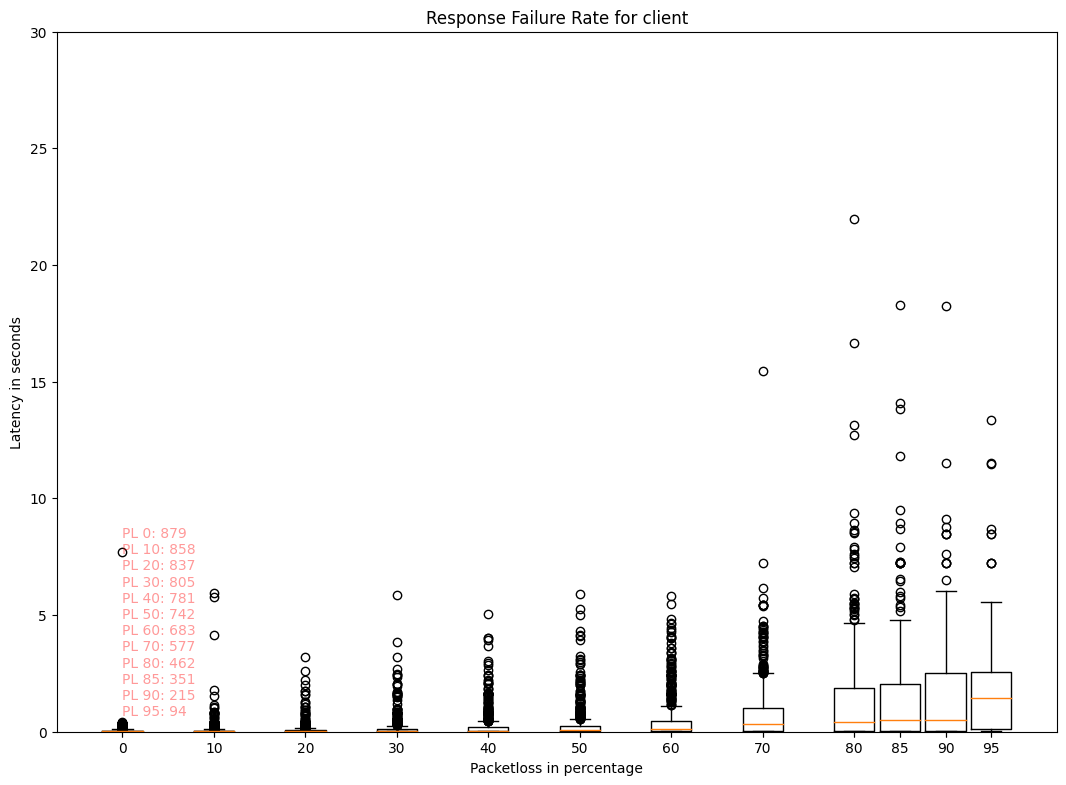 Response Failure Rate for client
Latency in seconds
30
25
20
15
10
5
0
PL 0: 879
PL 10: 858
PL 20: 837
PL 30: 805
PL 40: 781
PL 50: 742
PL 60: 683
PL 70: 577
PL 80: 462
PL 85: 351
PL 90: 215
PL 95: 94
0 10 20 30 40 50 60 70 80 85 90 95
Packetloss in percentage